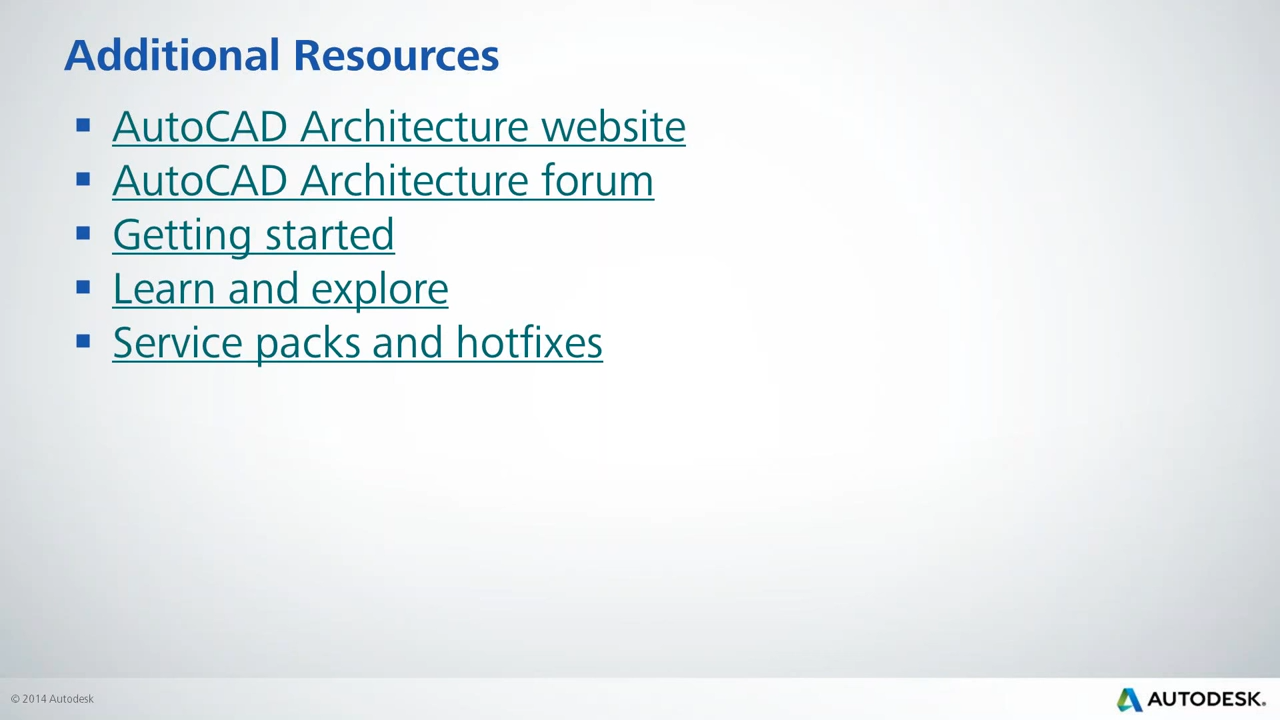 Additional Resources
AutoCAD Architecture website
AutoCAD Architecture forum
Getting started
Learn and explore
Service packs and hotfixes
© 2014 Autodesk
AUTODESK.